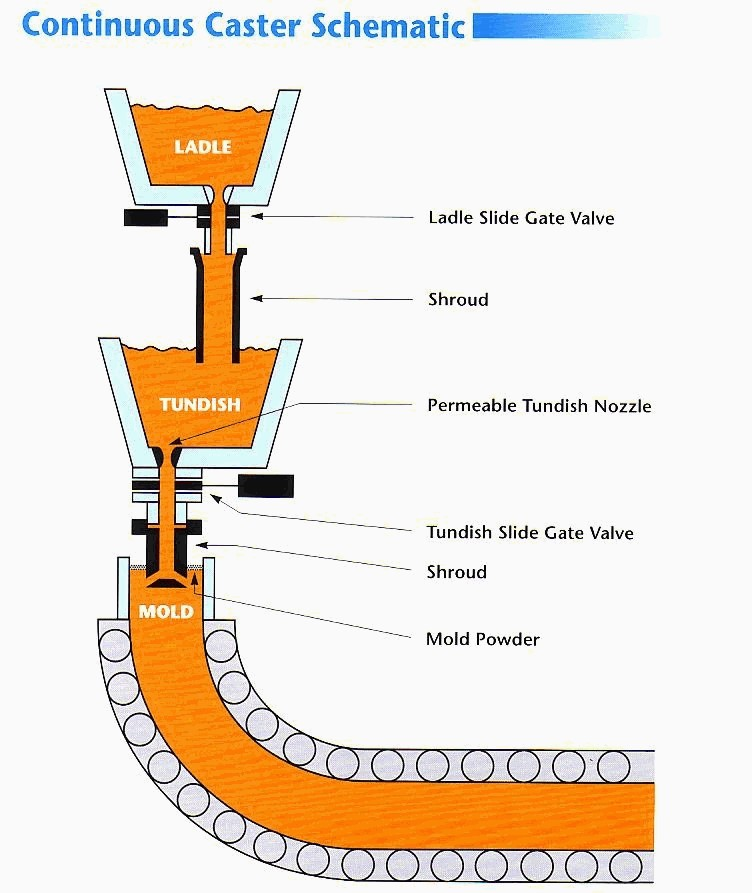 Continuous Caster Schematic
LADLE
Ladle Slide Gate Valve
Shroud
TUNDISH
Permeable Tundish Nozzle
Tundish Slide Gate Valve
Shroud
MOLD
Mold Powder